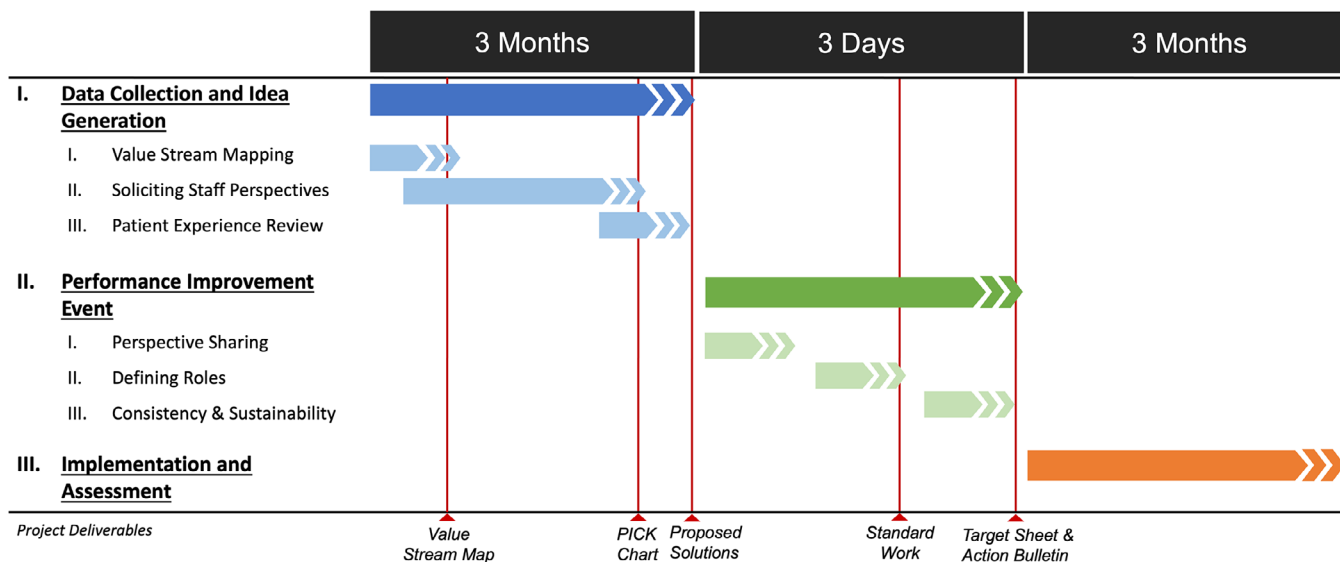 3 Months
3 Days
3 Months
I. Data Collection and Idea
Generation
I. Value Stream Mapping
II. Soliciting Staff Perspectives
III. Patient Experience Review
II. Performance Improvement
Event
I. Perspective Sharing
II. Defining Roles
III. Consistency & Sustainability
III. Implementation and
Assessment
Project Deliverables
Value
Stream Map
PICK
Chart
Proposed
Solutions
Standard
Work
Target Sheet &
Action Bulletin